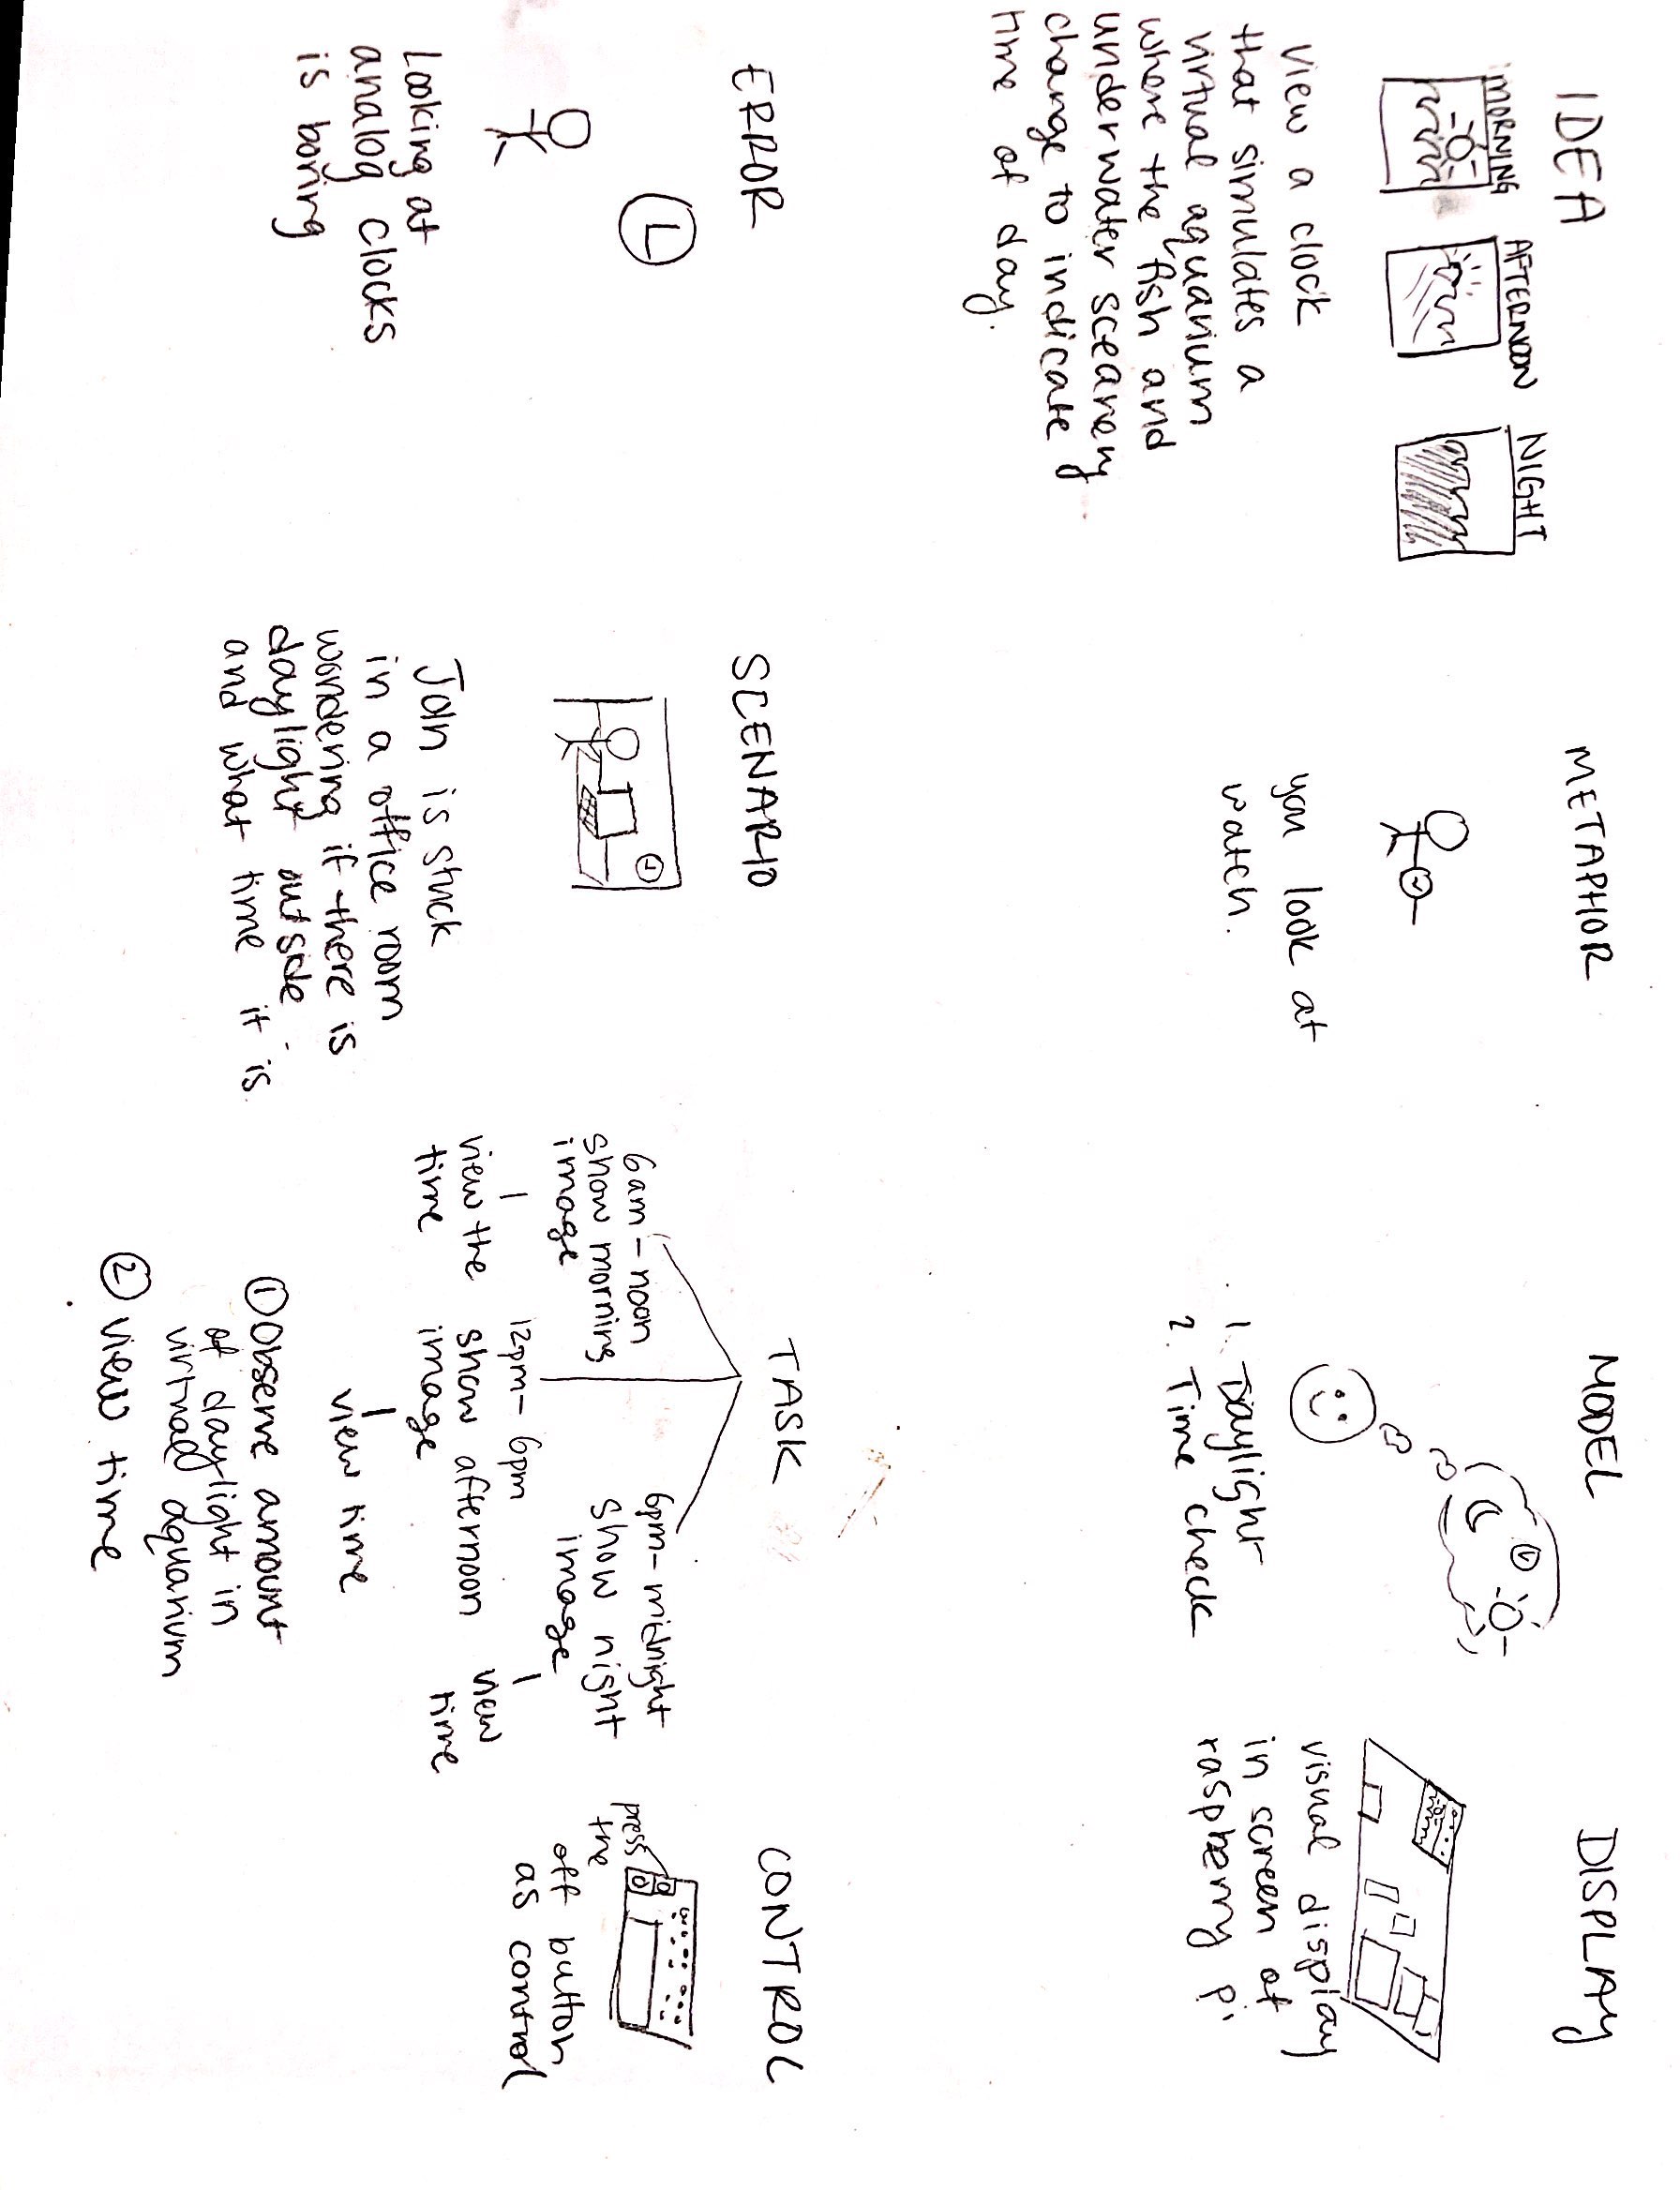 IDEA
MORNING
AFTERNOON
NIGHT
view a clock
that simulates a
virtual aquarium
where the fish and
underwater sceanery
change to indicate
time of day.
METAPHOR
you look at
watch.
MODEL
1. Daylight
2. Time check
DISPLAY
visual display
in screen of
raspberry pi
ERROR
Looking at
analog clocks
is boring
SCENARIO
John is stuck
in a office room
wondering if there is
daylight outside
and what time it is.
TASK
6am - noon
show morning
image
view the
time
12pm - 6pm
show afternoon
image
view time
6pm - midnight
show night
image
view
time
① Observe amount
of daylight in
virtual aquarium
② view time
CONTROL
press
the
off button
as control